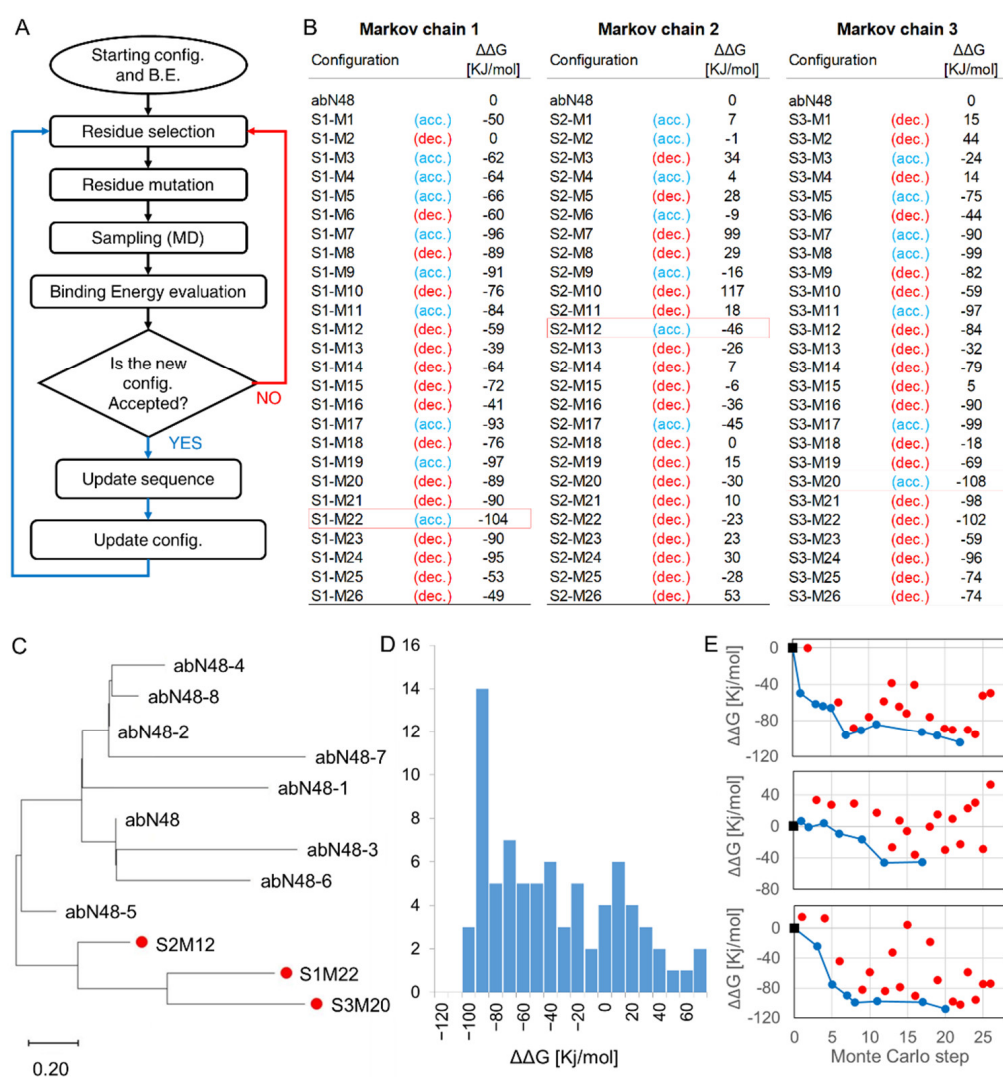 A
Starting config.
and B.E.
Residue selection
Residue mutation
Sampling (MD)
Binding Energy evaluation
Is the new
config.
Accepted?
NO
YES
Update sequence
Update config.
B
Markov chain 1
Configuration ΔΔG
[KJ/mol]
abN48 0
S1-M1 (acc.) -50
S1-M2 (dec.) 0
S1-M3 (acc.) -62
S1-M4 (acc.) -64
S1-M5 (acc.) -66
S1-M6 (dec.) -60
S1-M7 (acc.) -96
S1-M8 (dec.) -89
S1-M9 (acc.) -91
S1-M10 (dec.) -76
S1-M11 (acc.) -84
S1-M12 (dec.) -59
S1-M13 (dec.) -39
S1-M14 (dec.) -64
S1-M15 (dec.) -72
S1-M16 (dec.) -41
S1-M17 (acc.) -93
S1-M18 (dec.) -76
S1-M19 (acc.) -97
S1-M20 (dec.) -89
S1-M21 (dec.) -90
S1-M22 (acc.) -104
S1-M23 (dec.) -90
S1-M24 (dec.) -95
S1-M25 (dec.) -53
S1-M26 (dec.) -49
Markov chain 2
Configuration ΔΔG
[KJ/mol]
abN48 0
S2-M1 (acc.) 7
S2-M2 (acc.) -1
S2-M3 (dec.) 34
S2-M4 (acc.) 4
S2-M5 (dec.) 28
S2-M6 (acc.) -9
S2-M7 (dec.) 99
S2-M8 (dec.) 29
S2-M9 (acc.) -16
S2-M10 (dec.) 117
S2-M11 (dec.) 18
S2-M12 (acc.) -46
S2-M13 (dec.) -26
S2-M14 (dec.) 7
S2-M15 (dec.) -6
S2-M16 (dec.) -36
S2-M17 (acc.) -45
S2-M18 (dec.) 0
S2-M19 (dec.) 15
S2-M20 (dec.) -30
S2-M21 (dec.) 10
S2-M22 (dec.) -23
S2-M23 (dec.) 23
S2-M24 (dec.) 30
S2-M25 (dec.) -28
S2-M26 (dec.) 53
Markov chain 3
Configuration ΔΔG
[KJ/mol]
abN48 0
S3-M1 (dec.) 15
S3-M2 (dec.) 44
S3-M3 (acc.) -24
S3-M4 (dec.) 14
S3-M5 (acc.) -75
S3-M6 (dec.) -44
S3-M7 (acc.) -90
S3-M8 (acc.) -99
S3-M9 (dec.) -82
S3-M10 (dec.) -59
S3-M11 (acc.) -97
S3-M12 (dec.) -84
S3-M13 (dec.) -32
S3-M14 (dec.) -79
S3-M15 (dec.) 5
S3-M16 (dec.) -90
S3-M17 (acc.) -99
S3-M18 (dec.) -18
S3-M19 (dec.) -69
S3-M20 (acc.) -108
S3-M21 (dec.) -98
S3-M22 (dec.) -102
S3-M23 (dec.) -59
S3-M24 (dec.) -96
S3-M25 (dec.) -74
S3-M26 (dec.) -74
C
abN48-4
abN48-8
abN48-2
abN48-7
abN48-1
abN48
abN48-3
abN48-6
abN48-5
S2M12
S1M22
S3M20
0.20
D
16
14
12
10
8
6
4
2
0
−120 −100 −80 −60 −40 −20 0 20 40 60
ΔΔG [Kj/mol]
E
0
-40
-80
-120
ΔΔG [Kj/mol]
40
0
-40
-80
ΔΔG [Kj/mol]
0
-40
-80
-120
ΔΔG [Kj/mol]
0 5 10 15 20 25
Monte Carlo step